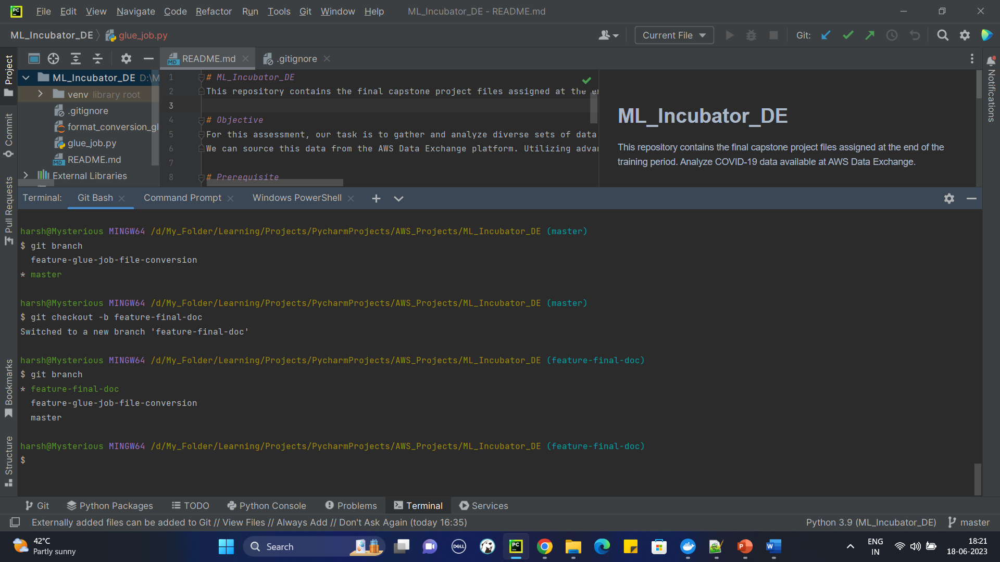 PC File Edit View Navigate Code Refactor Run Tools Git Window Help ML_Incubator_DE - README.md
ML_Incubator_DE glue_job.py Current File Git:
Project
Commit
Pull Requests
Bookmarks
Structure
Notifications
README.md .gitignore
ML_Incubator_DE D:\M
venv library root
.gitignore
format_conversion_gl
glue_job.py
README.md
External Libraries
1 # ML_Incubator_DE
2 This repository contains the final capstone project files assigned at the e
3
4 # Objective
5 For this assessment, our task is to gather and analyze diverse sets of data
6 We can source this data from the AWS Data Exchange platform. Utilizing adva
7
8 # Prerequisite
ML_Incubator_DE
This repository contains the final capstone project files assigned at the end of the
training period. Analyze COVID-19 data available at AWS Data Exchange.
Terminal: Git Bash Command Prompt Windows PowerShell
harsh@Mysterious MINGW64 /d/My_Folder/Learning/Projects/PycharmProjects/AWS_Projects/ML_Incubator_DE (master)
$ git branch
feature-glue-job-file-conversion
* master
harsh@Mysterious MINGW64 /d/My_Folder/Learning/Projects/PycharmProjects/AWS_Projects/ML_Incubator_DE (master)
$ git checkout -b feature-final-doc
Switched to a new branch 'feature-final-doc'
harsh@Mysterious MINGW64 /d/My_Folder/Learning/Projects/PycharmProjects/AWS_Projects/ML_Incubator_DE (feature-final-doc)
$ git branch
* feature-final-doc
feature-glue-job-file-conversion
master
harsh@Mysterious MINGW64 /d/My_Folder/Learning/Projects/PycharmProjects/AWS_Projects/ML_Incubator_DE (feature-final-doc)
$
Git Python Packages TODO Python Console Problems Terminal Services
Externally added files can be added to Git // View Files // Always Add // Don't Ask Again (today 16:35) Python 3.9 (ML_Incubator_DE) master
42°C
Partly sunny
Search
DELL
PC
P
W
ENG
IN
18:21
18-06-2023